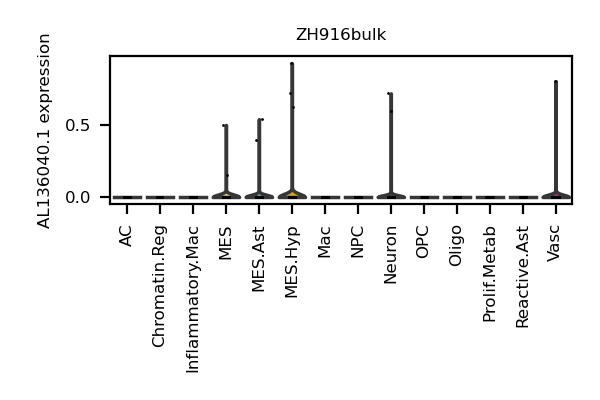 ZH916bulk
AL136040.1 expression
0.5
0.0
AC
Chromatin.Reg
Inflammatory.Mac
MES
MES.Ast
MES.Hyp
Mac
NPC
Neuron
OPC
Oligo
Prolif.Metab
Reactive.Ast
Vasc